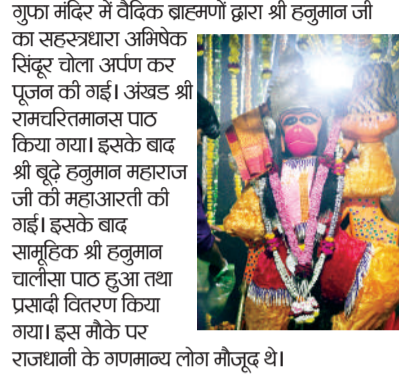 गुफा मंदिर में वैदिक ब्राह्मणों द्वारा श्री हनुमान जी
का सहस्त्रधारा अभिषेक
सिंदूर चोला अर्पण कर
पूजन की गई। अंखड श्री
रामचरितमानस पाठ
किया गया। इसके बाद
श्री बूढ़े हनुमान महाराज
जी की महाआरती की
गई। इसके बाद
सामूहिक श्री हनुमान
चालीसा पाठ हुआ तथा
प्रसादी वितरण किया
गया। इस मौके पर
राजधानी के गणमान्य लोग मौजूद थे।